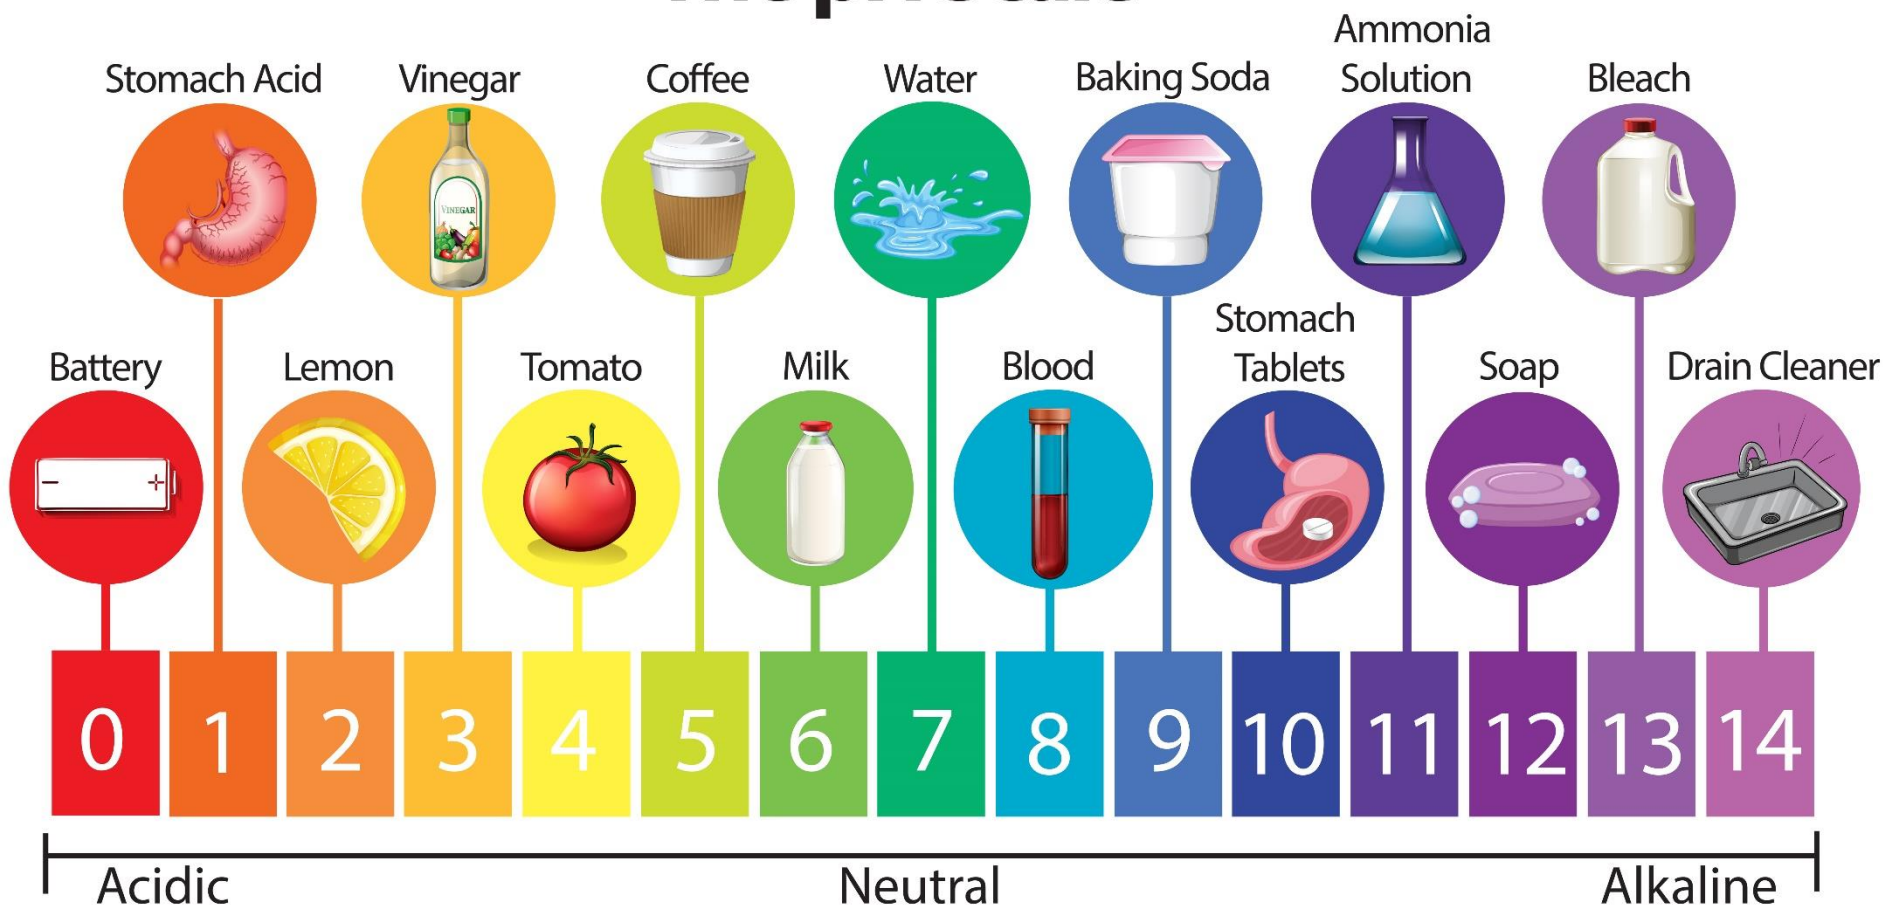 Stomach Acid
Vinegar
Coffee
Water
Baking Soda
Ammonia
Solution
Bleach
VINEGAR
Battery
Lemon
Tomato
Milk
Blood
Stomach
Tablets
Soap
Drain Cleaner
- +
0 1 2 3 4 5 6 7 8 9 10 11 12 13 14
Acidic Neutral Alkaline